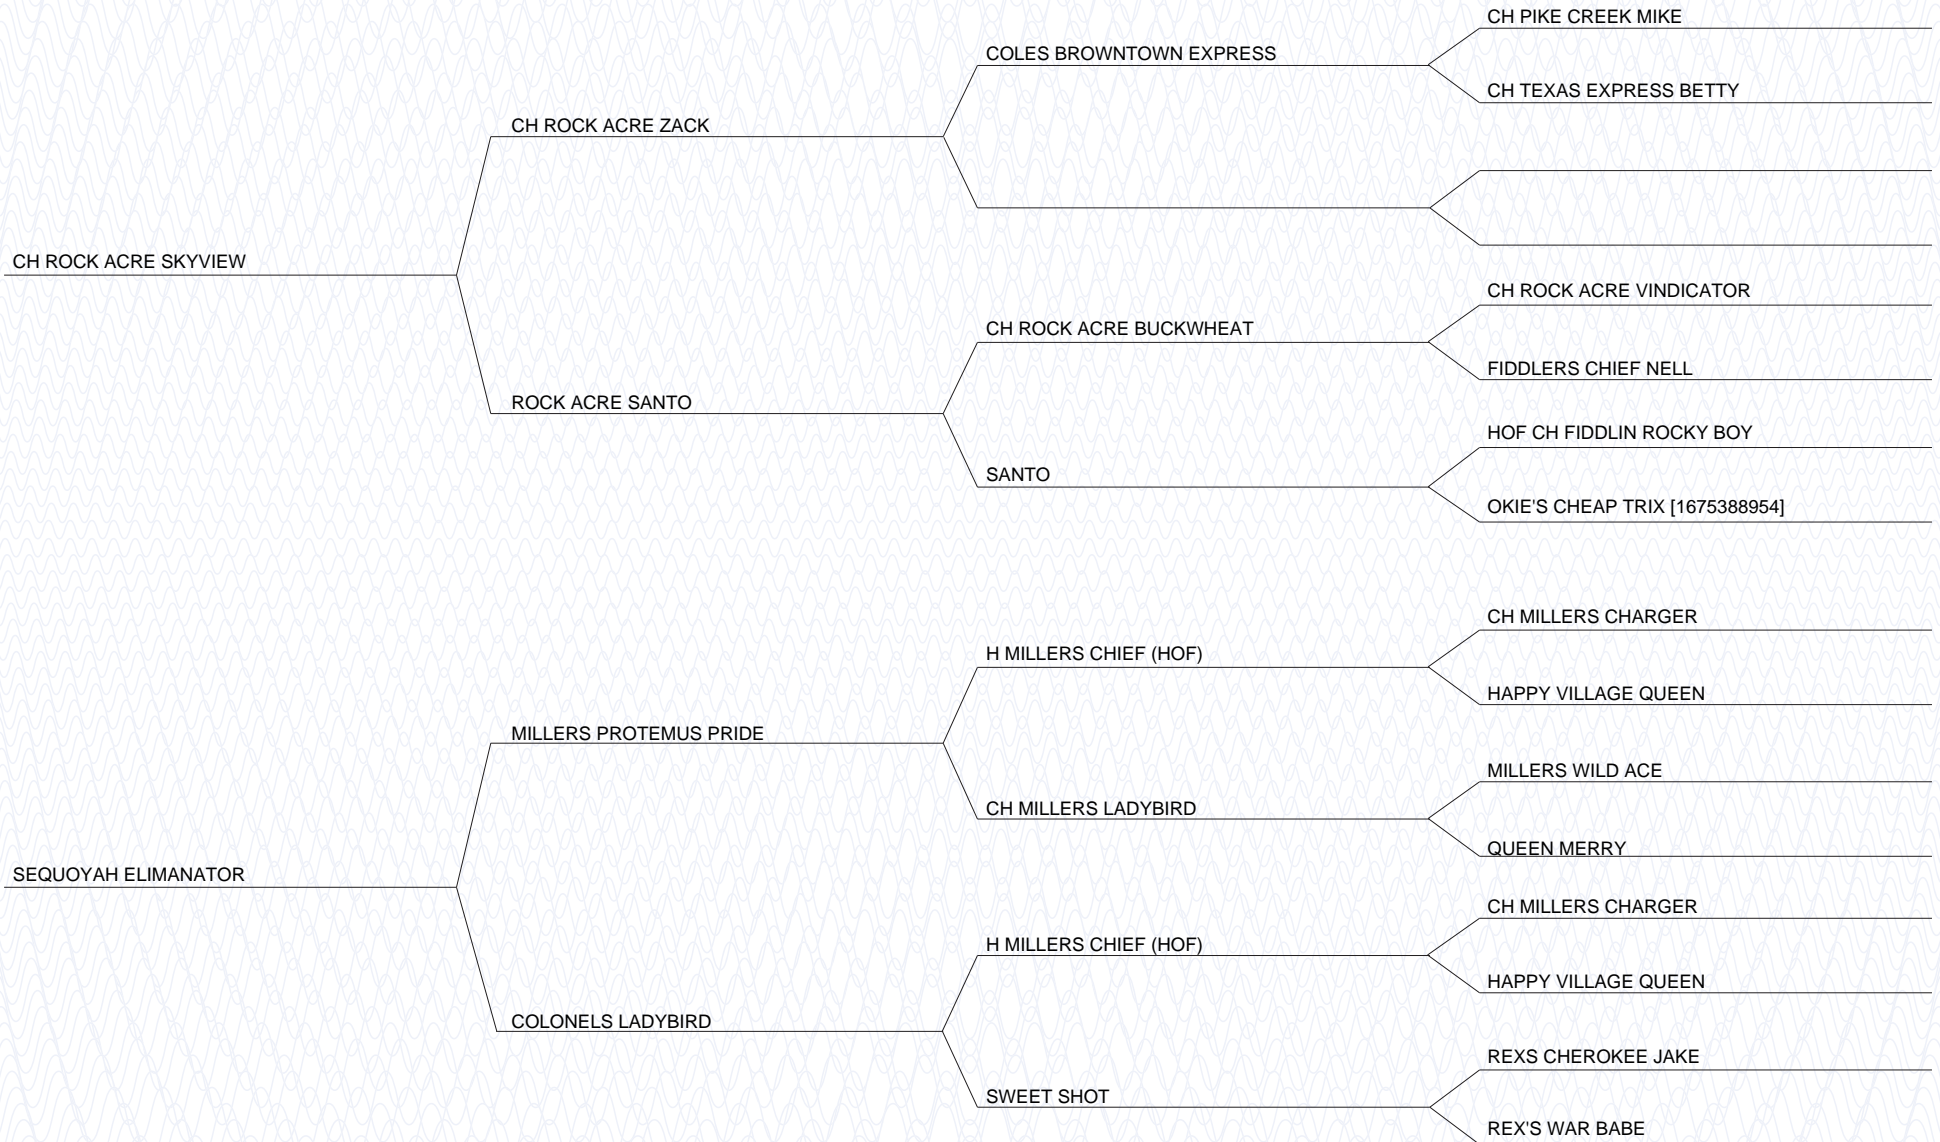 CH PIKE CREEK MIKE
COLES BROWNTOWN EXPRESS
CH TEXAS EXPRESS BETTY
CH ROCK ACRE ZACK
CH ROCK ACRE SKYVIEW
CH ROCK ACRE VINDICATOR
CH ROCK ACRE BUCKWHEAT
FIDDLERS CHIEF NELL
ROCK ACRE SANTO
HOF CH FIDDLIN ROCKY BOY
SANTO
OKIE'S CHEAP TRIX [1675388954]
CH MILLERS CHARGER
H MILLERS CHIEF (HOF)
HAPPY VILLAGE QUEEN
MILLERS PROTEMUS PRIDE
MILLERS WILD ACE
CH MILLERS LADYBIRD
QUEEN MERRY
SEQUOYAH ELIMANATOR
CH MILLERS CHARGER
H MILLERS CHIEF (HOF)
HAPPY VILLAGE QUEEN
COLONELS LADYBIRD
REXS CHEROKEE JAKE
SWEET SHOT
REX'S WAR BABE